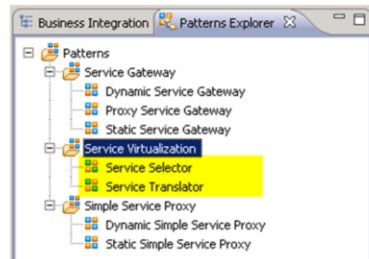 Business Integration Patterns Explorer
Patterns
Service Gateway
Dynamic Service Gateway
Proxy Service Gateway
Static Service Gateway
Service Virtualization
Service Selector
Service Translator
Simple Service Proxy
Dynamic Simple Service Proxy
Static Simple Service Proxy